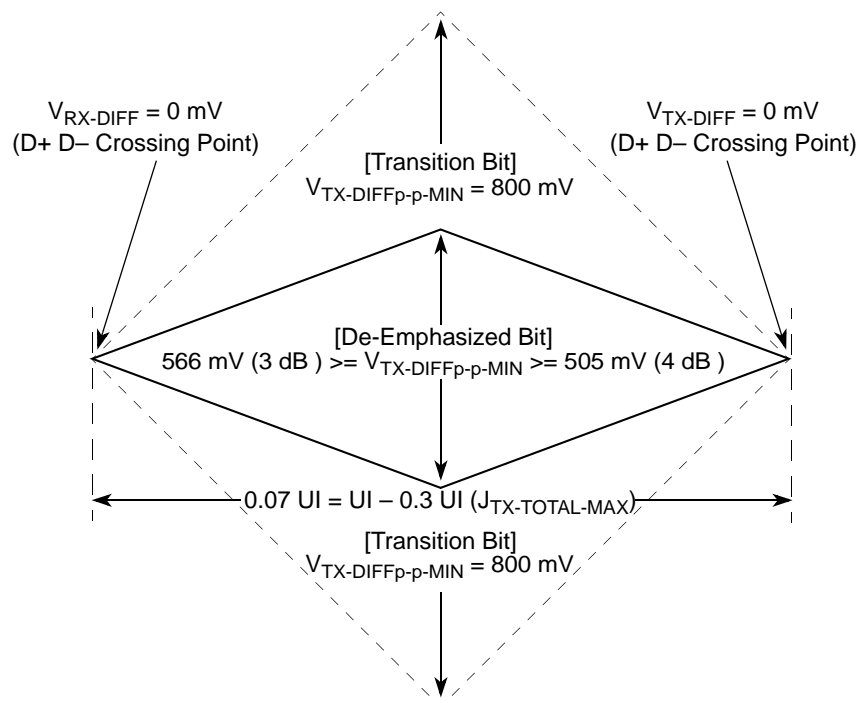 V_RX-DIFF = 0 mV
(D+ D– Crossing Point)
V_TX-DIFF = 0 mV
(D+ D– Crossing Point)
[Transition Bit]
V_TX-DIFFp-p-MIN = 800 mV
[De-Emphasized Bit]
566 mV (3 dB ) >= V_TX-DIFFp-p-MIN >= 505 mV (4 dB )
0.07 UI = UI – 0.3 UI (J_TX-TOTAL-MAX)
[Transition Bit]
V_TX-DIFFp-p-MIN = 800 mV